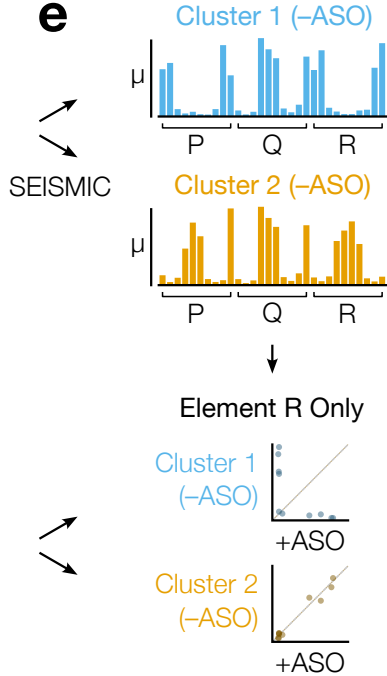 e
Cluster 1 (–ASO)
μ
P Q R
SEISMIC
Cluster 2 (–ASO)
μ
P Q R
Element R Only
Cluster 1
(–ASO)
+ASO
Cluster 2
(–ASO)
+ASO